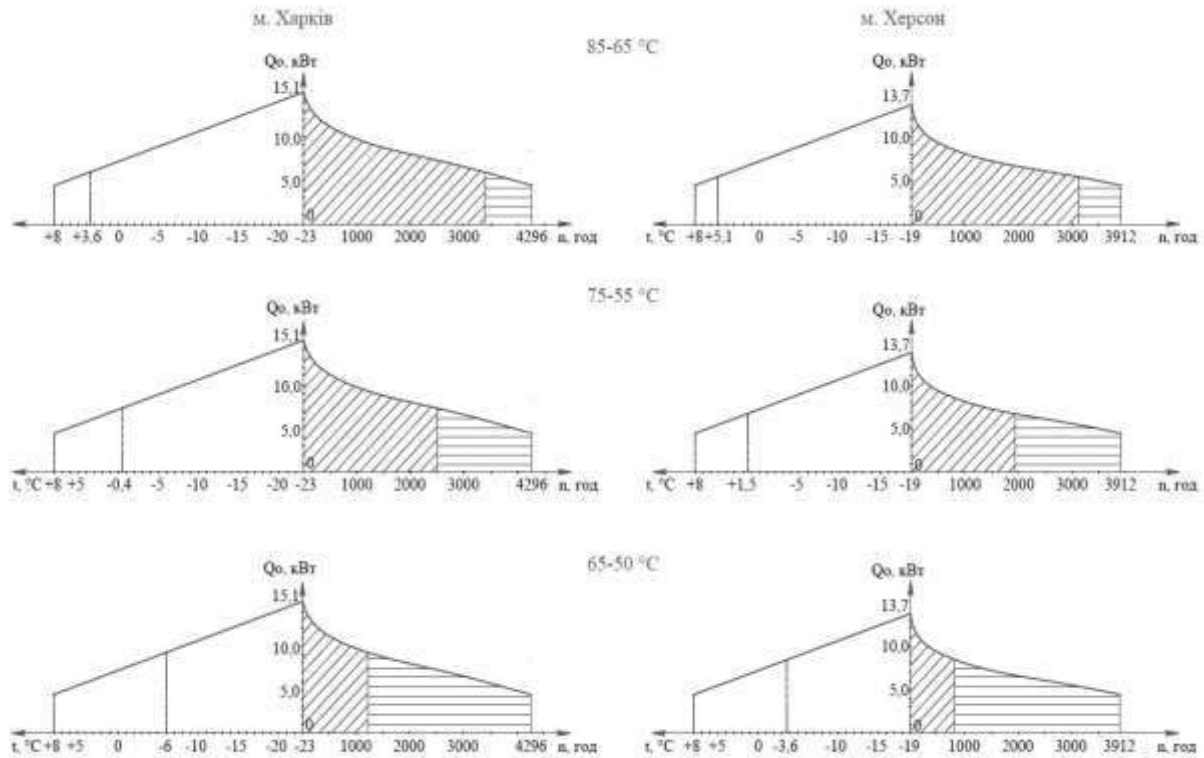 м. Харків
м. Херсон
85-65 °С
Qo, кВт
15,1
10,0
5,0
0
+8 +3,6 0 -5 -10 -15 -20 -23 1000 2000 3000 4296 n, год
Qo, кВт
13,7
10,0
5,0
0
t, °С +8 +5,1 0 -5 -10 -15 -19 1000 2000 3000 3912 n, год
75-55 °С
Qo, кВт
15,1
10,0
5,0
0
t, °С +8 +5 -0,4 -5 -10 -15 -20 -23 1000 2000 3000 4296 n, год
Qo, кВт
13,7
10,0
5,0
0
t, °С +8 +1,5 -5 -10 -15 -19 1000 2000 3000 3912 n, год
65-50 °С
Qo, кВт
15,1
10,0
5,0
0
t, °С +8 +5 0 -6 -10 -15 -20 -23 1000 2000 3000 4296 n, год
Qo, кВт
13,7
10,0
5,0
0
t, °С +8 +5 0 -3,6 -10 -15 -19 1000 2000 3000 3912 n, год